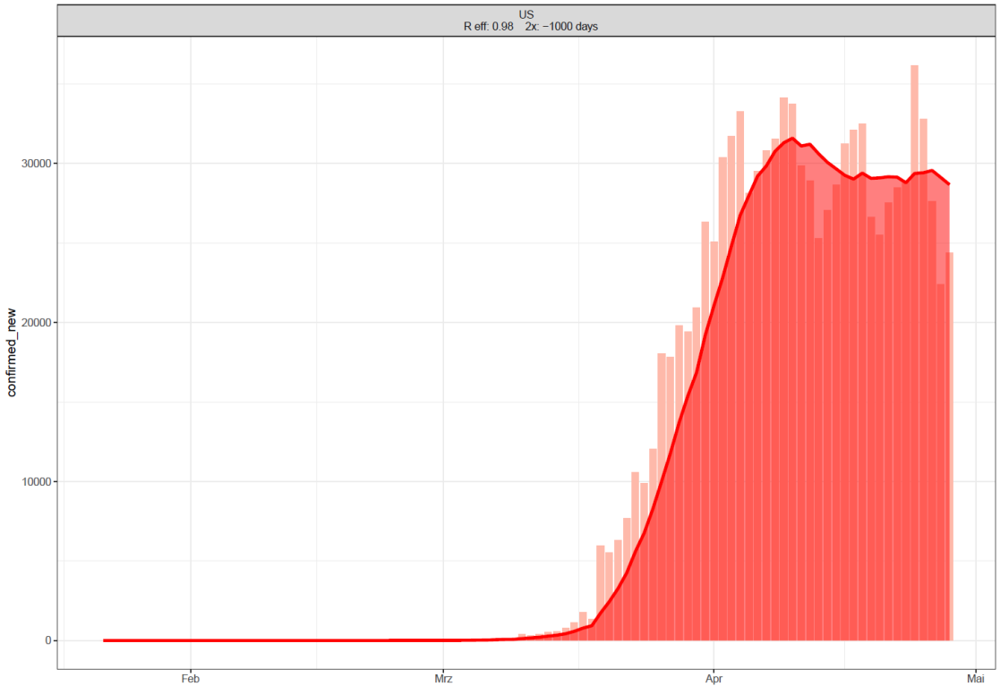 US
R eff: 0.98    2x: −1000 days
confirmed_new
30000
20000
10000
0
Feb
Mrz
Apr
Mai